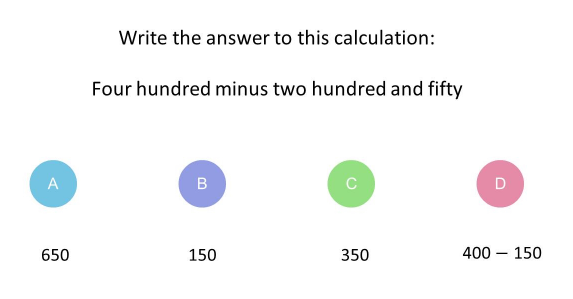 Write the answer to this calculation:
Four hundred minus two hundred and fifty
A B C D
650 150 350 400 − 150